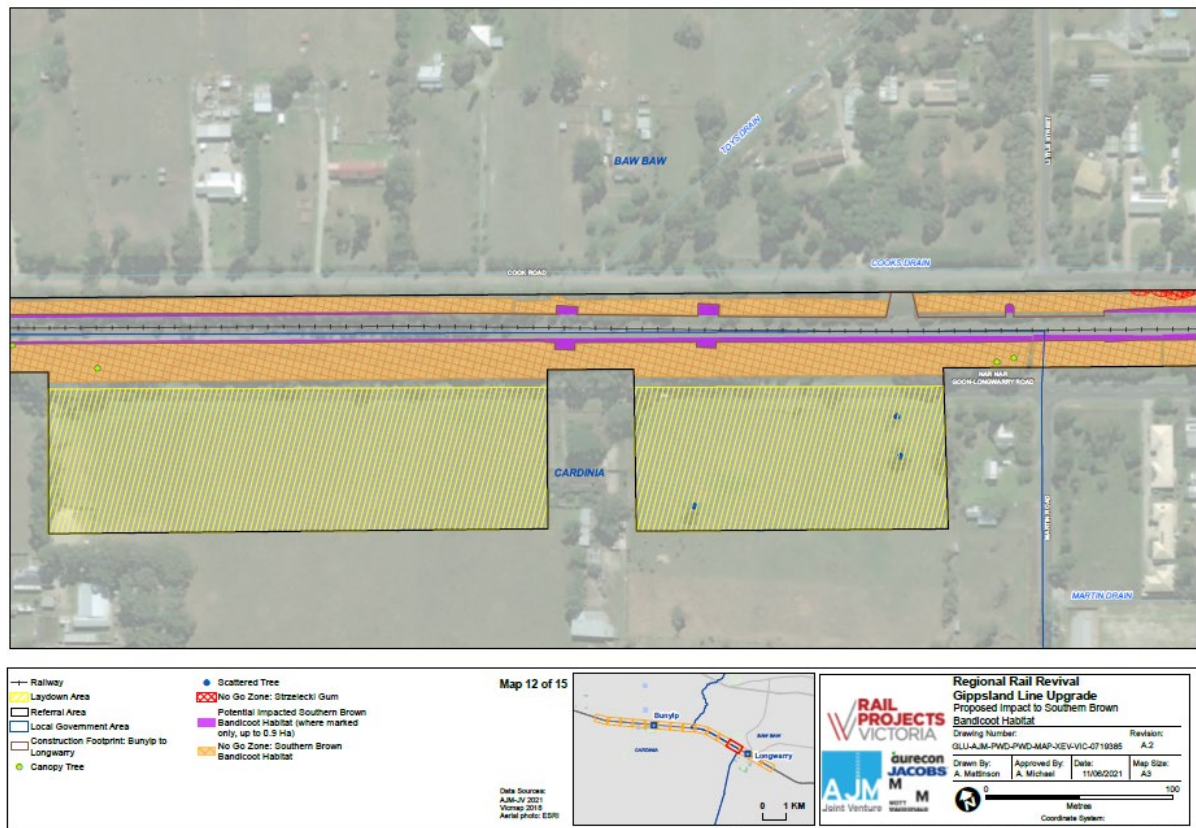 BAW BAW
TOYS DRAIN
COOKS DRAIN
COOK ROAD
NAR NAR
GOON-LONGWARRY ROAD
CARDINIA
MARTIN ROAD
MARTIN DRAIN
Railway
Laydown Area
Referral Area
Local Government Area
Construction Footprint: Bunyip to
Longwarry
Canopy Tree
Scattered Tree
No Go Zone: Strzelecki Gum
Potential Impacted Southern Brown
Bandicoot Habitat (where marked
only, up to 0.9 Ha)
No Go Zone: Southern Brown
Bandicoot Habitat
Data Sources:
AJM-JV 2021
Vicmap 2018
Aerial photo: ESRI
Map 12 of 15
Bunyip
BAW BAW
CARDINIA
Longwarry
0 1 KM
RAIL
PROJECTS
VICTORIA
AJM
Joint Venture
aurecon
JACOBS
M
M
MOTT
MACDONALD
Regional Rail Revival
Gippsland Line Upgrade
Proposed Impact to Southern Brown
Bandicoot Habitat
Drawing Number: Revision:
GLU-AJM-PWD-PWD-MAP-XEV-VIC-0719385 A.2
Drawn By: Approved By: Date: Map Size:
A. Mattinson A. Michael 11/06/2021 A3
0 100
Metres
Coordinate System: